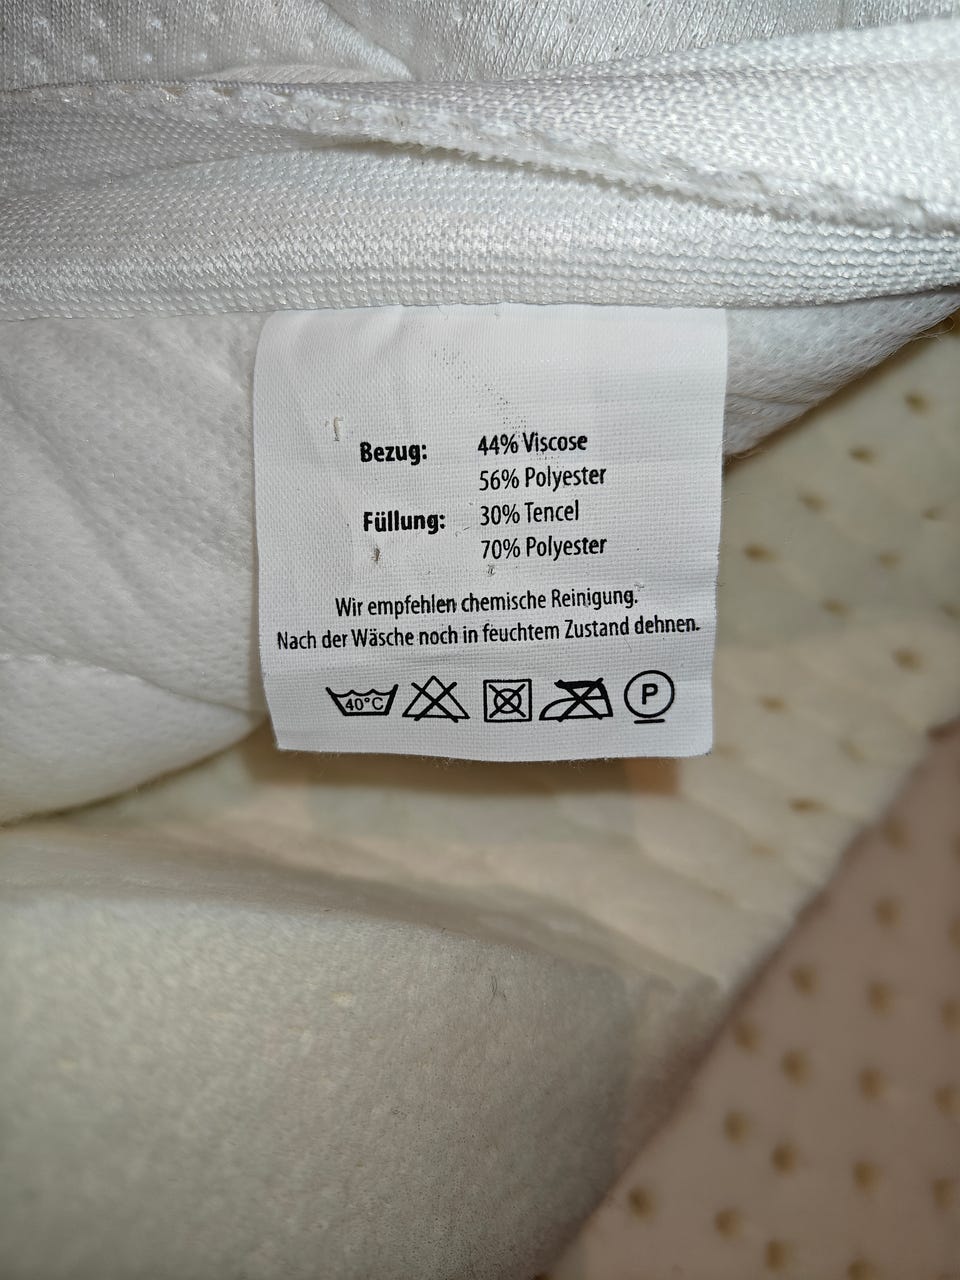 Bezug: 44% Viscose
56% Polyester
Füllung: 30% Tencel
70% Polyester
Wir empfehlen chemische Reinigung.
Nach der Wäsche noch in feuchtem Zustand dehnen.
40°C P